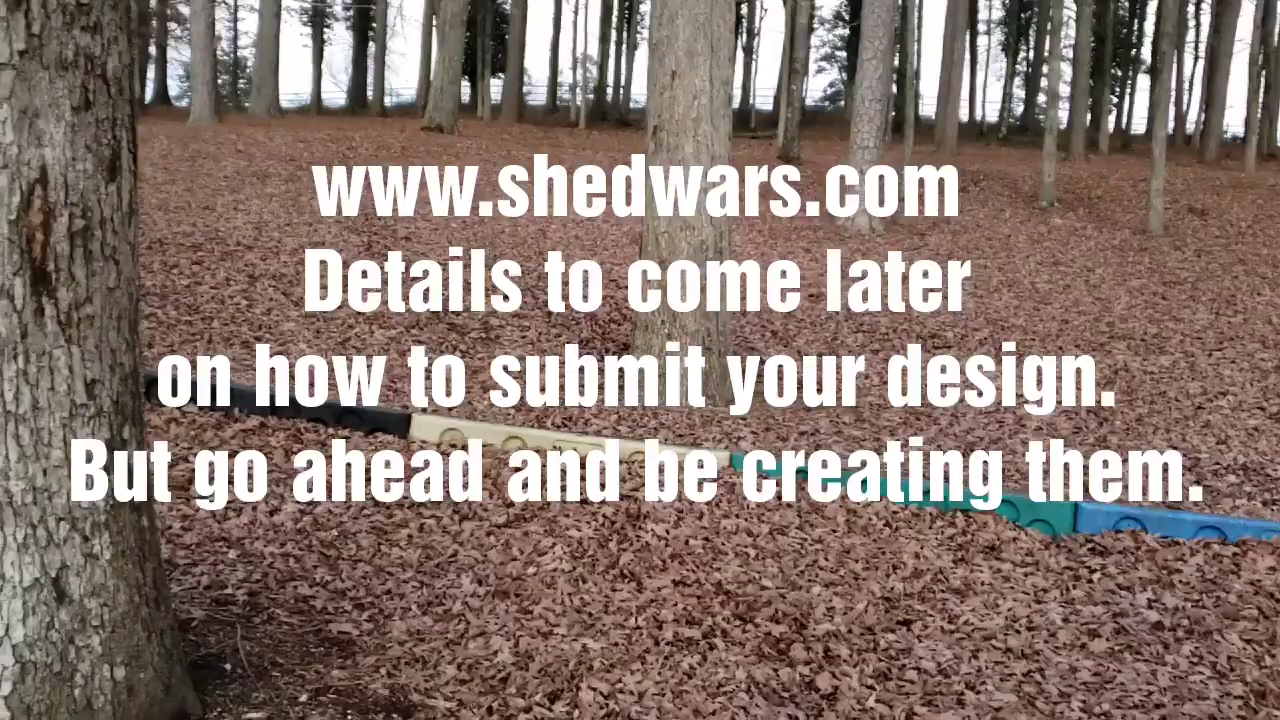 www.shedwars.com
Details to come later
on how to submit your design.
But go ahead and be creating them.